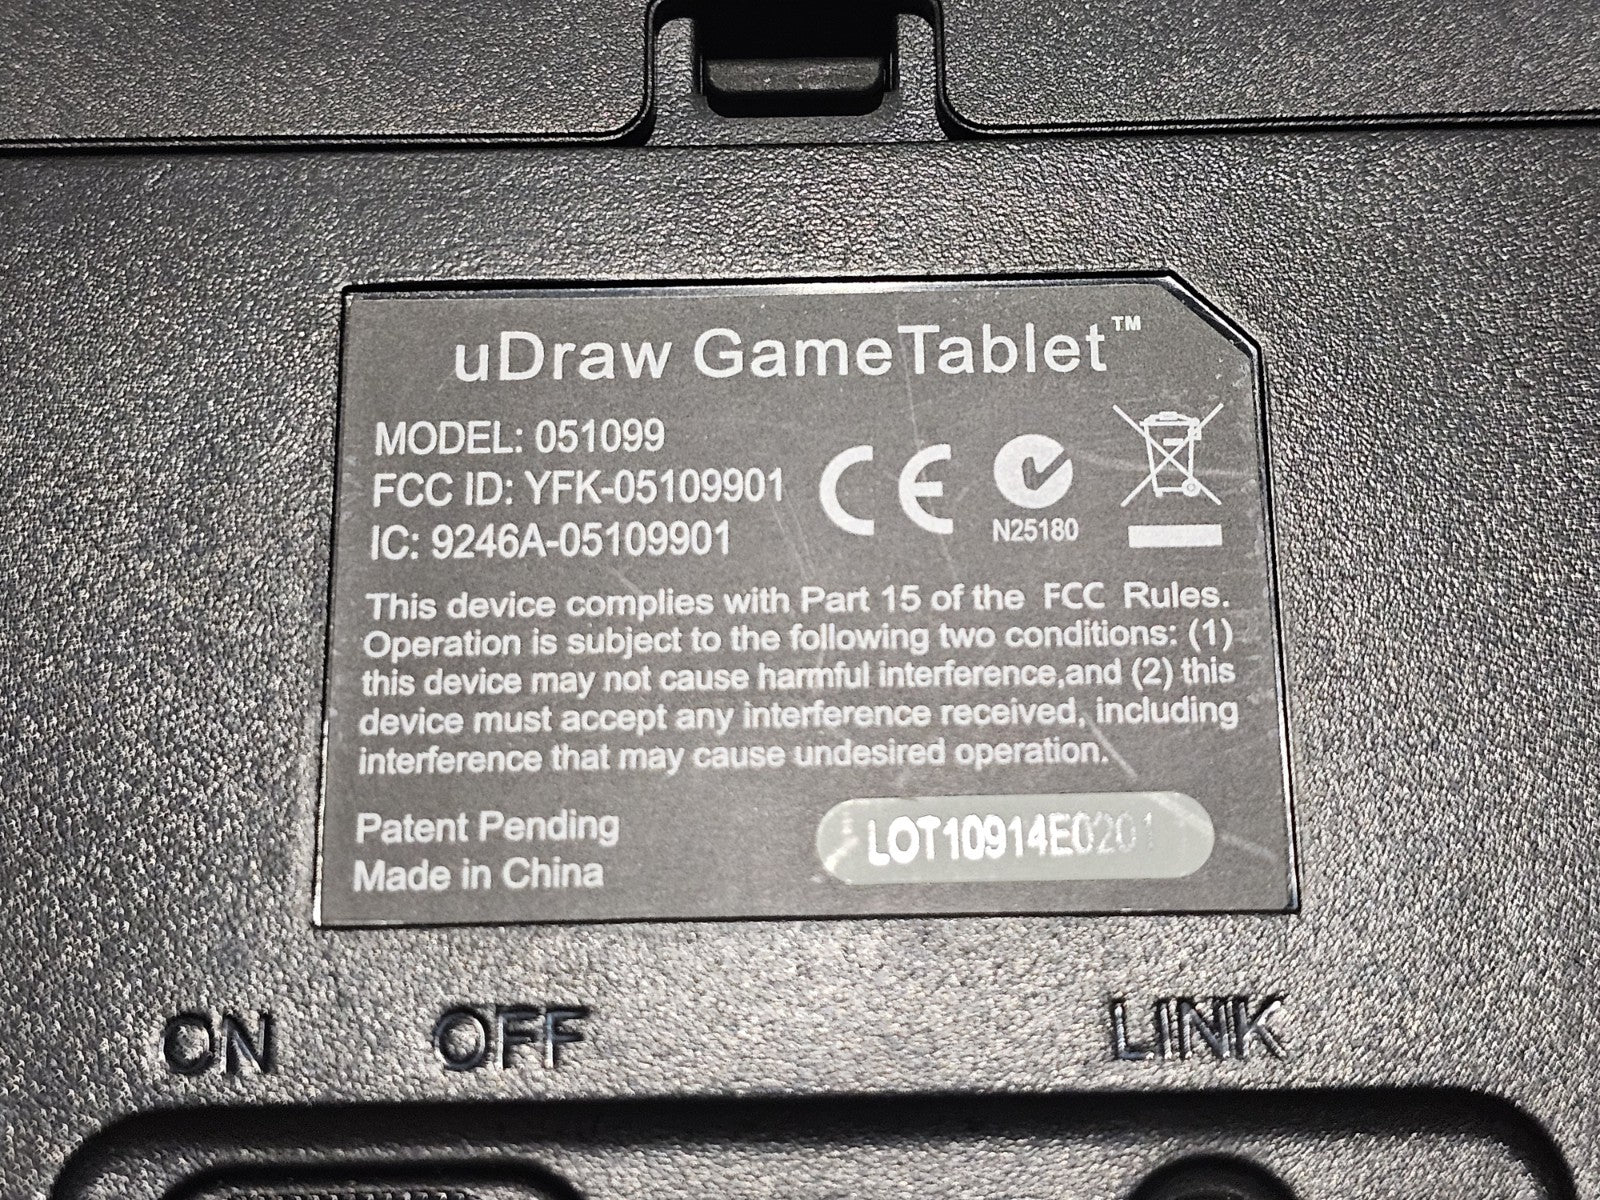 uDraw GameTablet™
MODEL: 051099
FCC ID: YFK-05109901
IC: 9246A-05109901
N25180
This device complies with Part 15 of the FCC Rules.
Operation is subject to the following two conditions: (1)
this device may not cause harmful interference,and (2) this
device must accept any interference received, including
interference that may cause undesired operation.
Patent Pending
Made in China
LOT10914E0201
ON OFF LINK